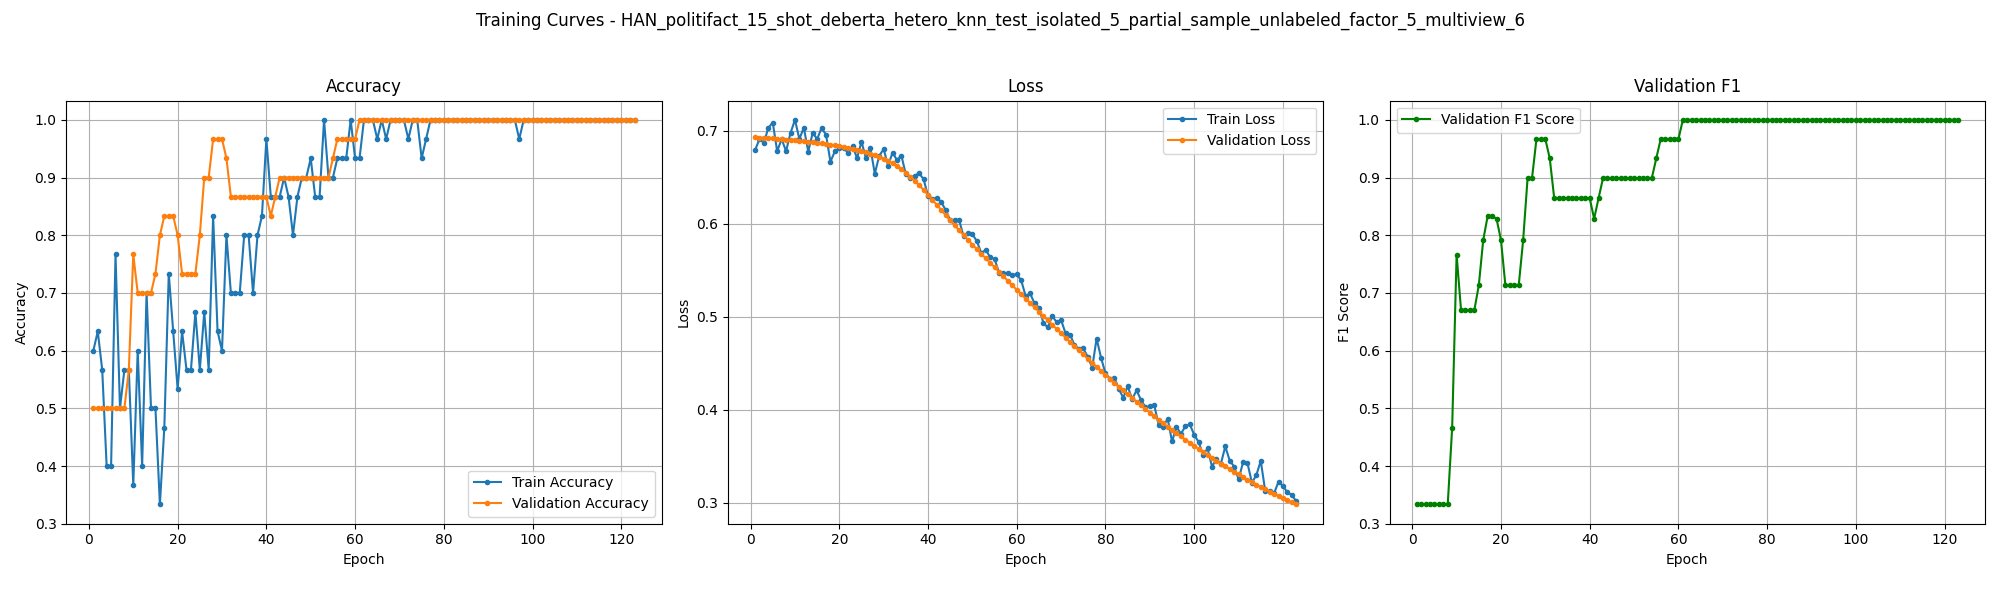 Training Curves - HAN_politifact_15_shot_deberta_hetero_knn_test_isolated_5_partial_sample_unlabeled_factor_5_multiview_6
Accuracy
1.0
0.9
0.8
0.7
0.6
0.5
0.4
0.3
Accuracy
0 20 40 60 80 100 120
Epoch
Train Accuracy
Validation Accuracy
Loss
0.7
0.6
0.5
0.4
0.3
Loss
0 20 40 60 80 100 120
Epoch
Train Loss
Validation Loss
Validation F1
1.0
0.9
0.8
0.7
0.6
0.5
0.4
0.3
F1 Score
0 20 40 60 80 100 120
Epoch
Validation F1 Score